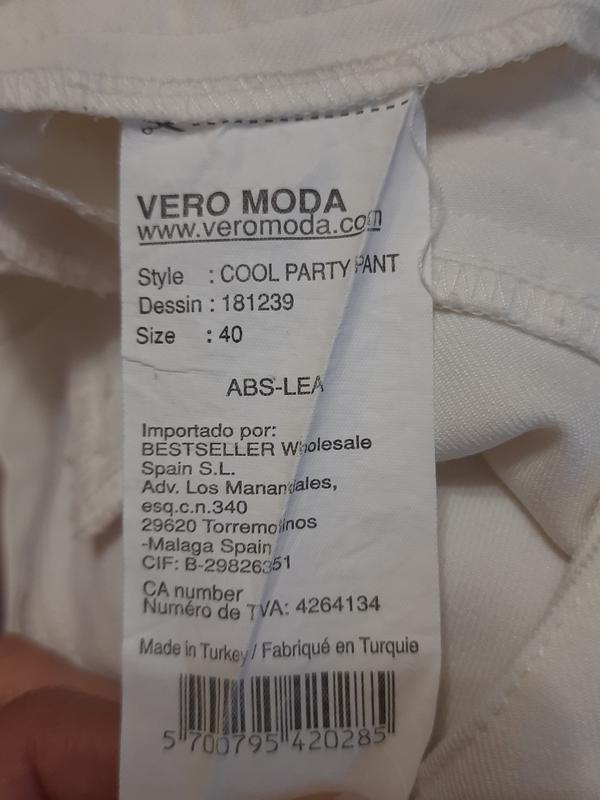 VERO MODA
www.veromoda.com
Style : COOL PARTY PANT
Dessin : 181239
Size : 40
ABS-LEA
Importado por:
BESTSELLER Wholesale
Spain S.L.
Adv. Los Manantiales,
esq.c.n.340
29620 Torremolinos
-Malaga Spain
CIF: B-29826351
CA number
Numéro de TVA: 4264134
Made in Turkey / Fabriqué en Turquie
5 700795 420285